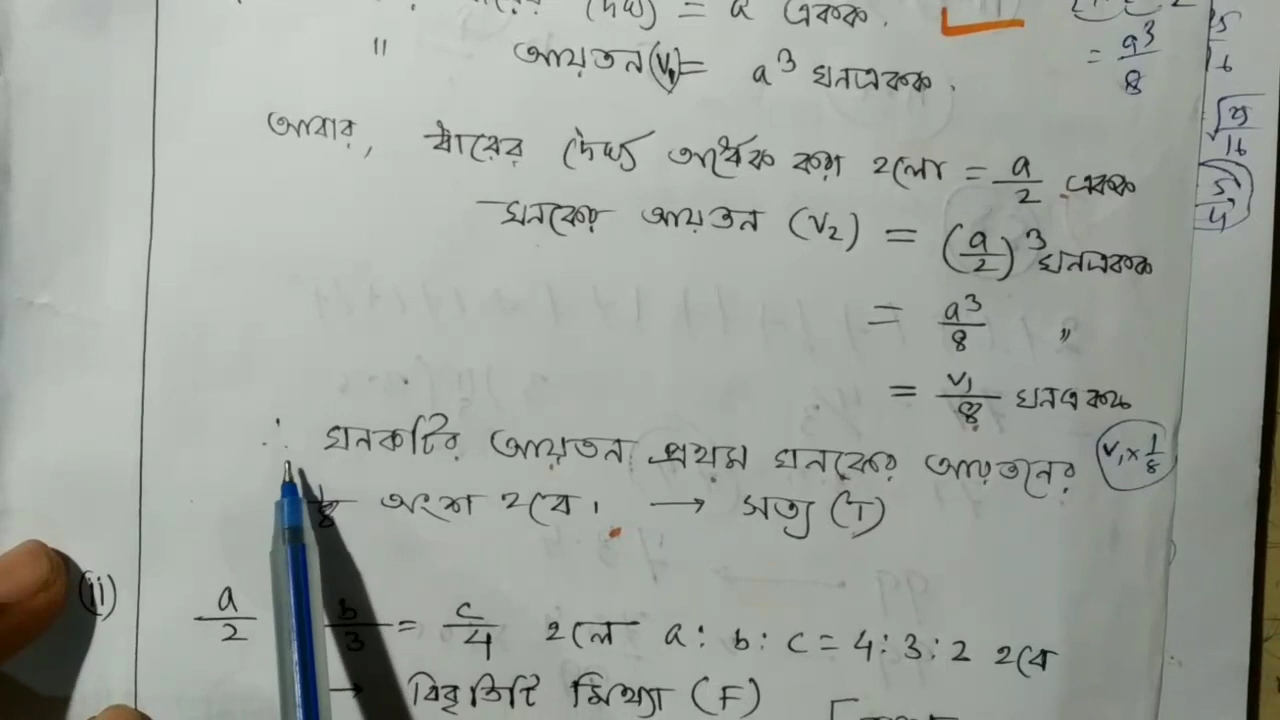 = a একক.
= a³/8
" আয়তন (V₁) = a³ ঘনএকক.
আবার, ধারের দৈর্ঘ্য অর্ধেক করা হলো = a/2 একক
ঘনকের আয়তন (V₂) = (a/2)³ ঘনএকক
= a³/8 "
= V₁/8 ঘনএকক
∴ ঘনকটির আয়তন প্রথম ঘনকের আয়তনের (V₁ × 1/8)
1/8 অংশ হবে। → সত্য (T)
(ii) a/2 b/3 = c/4 হলে a : b : c = 4 : 3 : 2 হবে
→ বিবৃতিটি মিথ্যা (F)